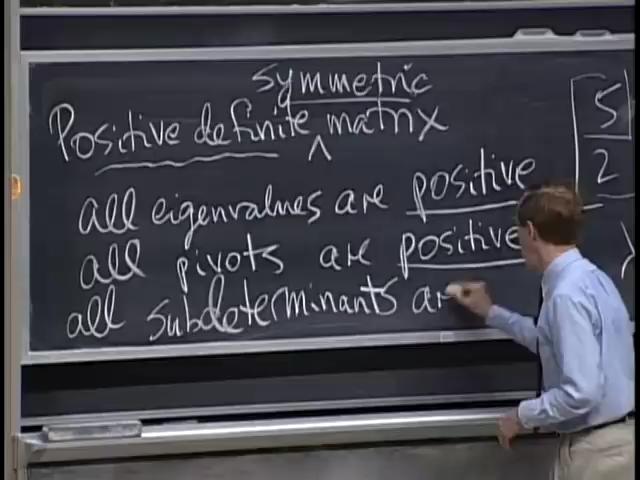 symmetric
Positive definite ^ matrix
all eigenvalues are positive
all pivots are positive
all subdeterminants ar
5
2